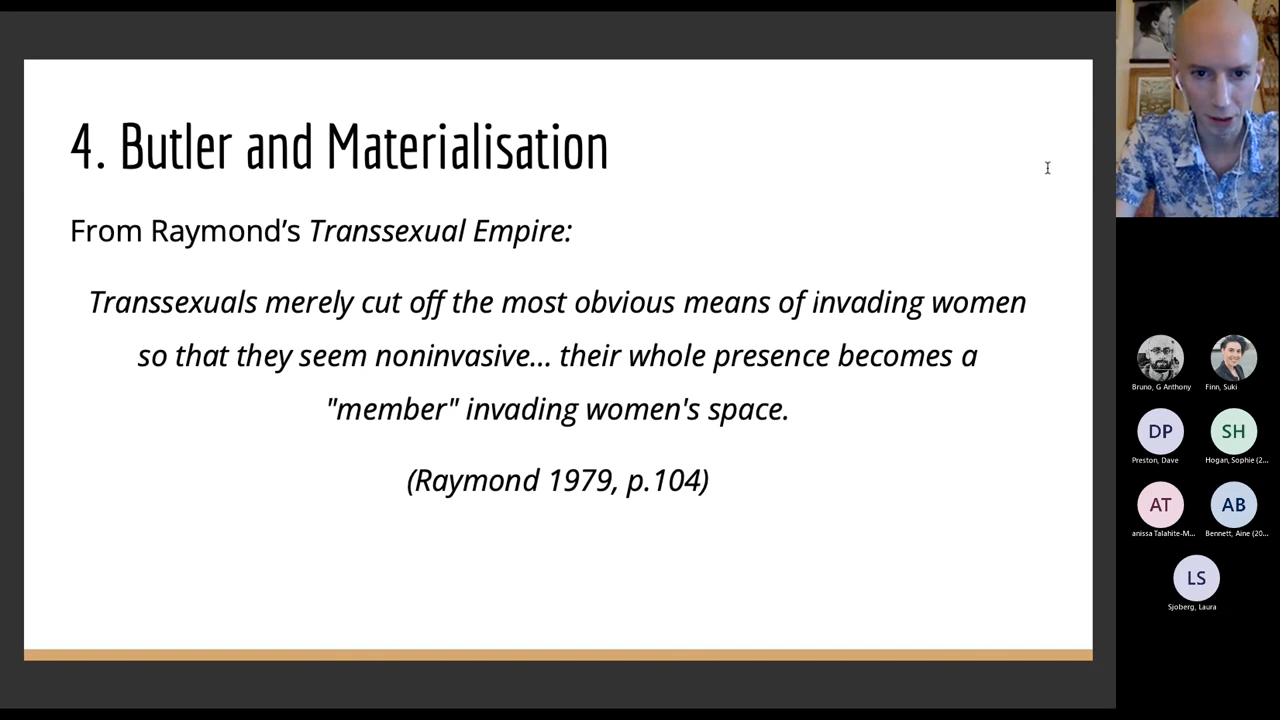 4. Butler and Materialisation
From Raymond's Transsexual Empire:
Transsexuals merely cut off the most obvious means of invading women
so that they seem noninvasive... their whole presence becomes a
"member" invading women's space.
(Raymond 1979, p.104)
Bruno, G Anthony
Finn, Suki
DP
Preston, Dave
SH
Hogan, Sophie (2...
AT
anissa Talahite-M...
AB
Bennett, Aine (20...
LS
Sjoberg, Laura